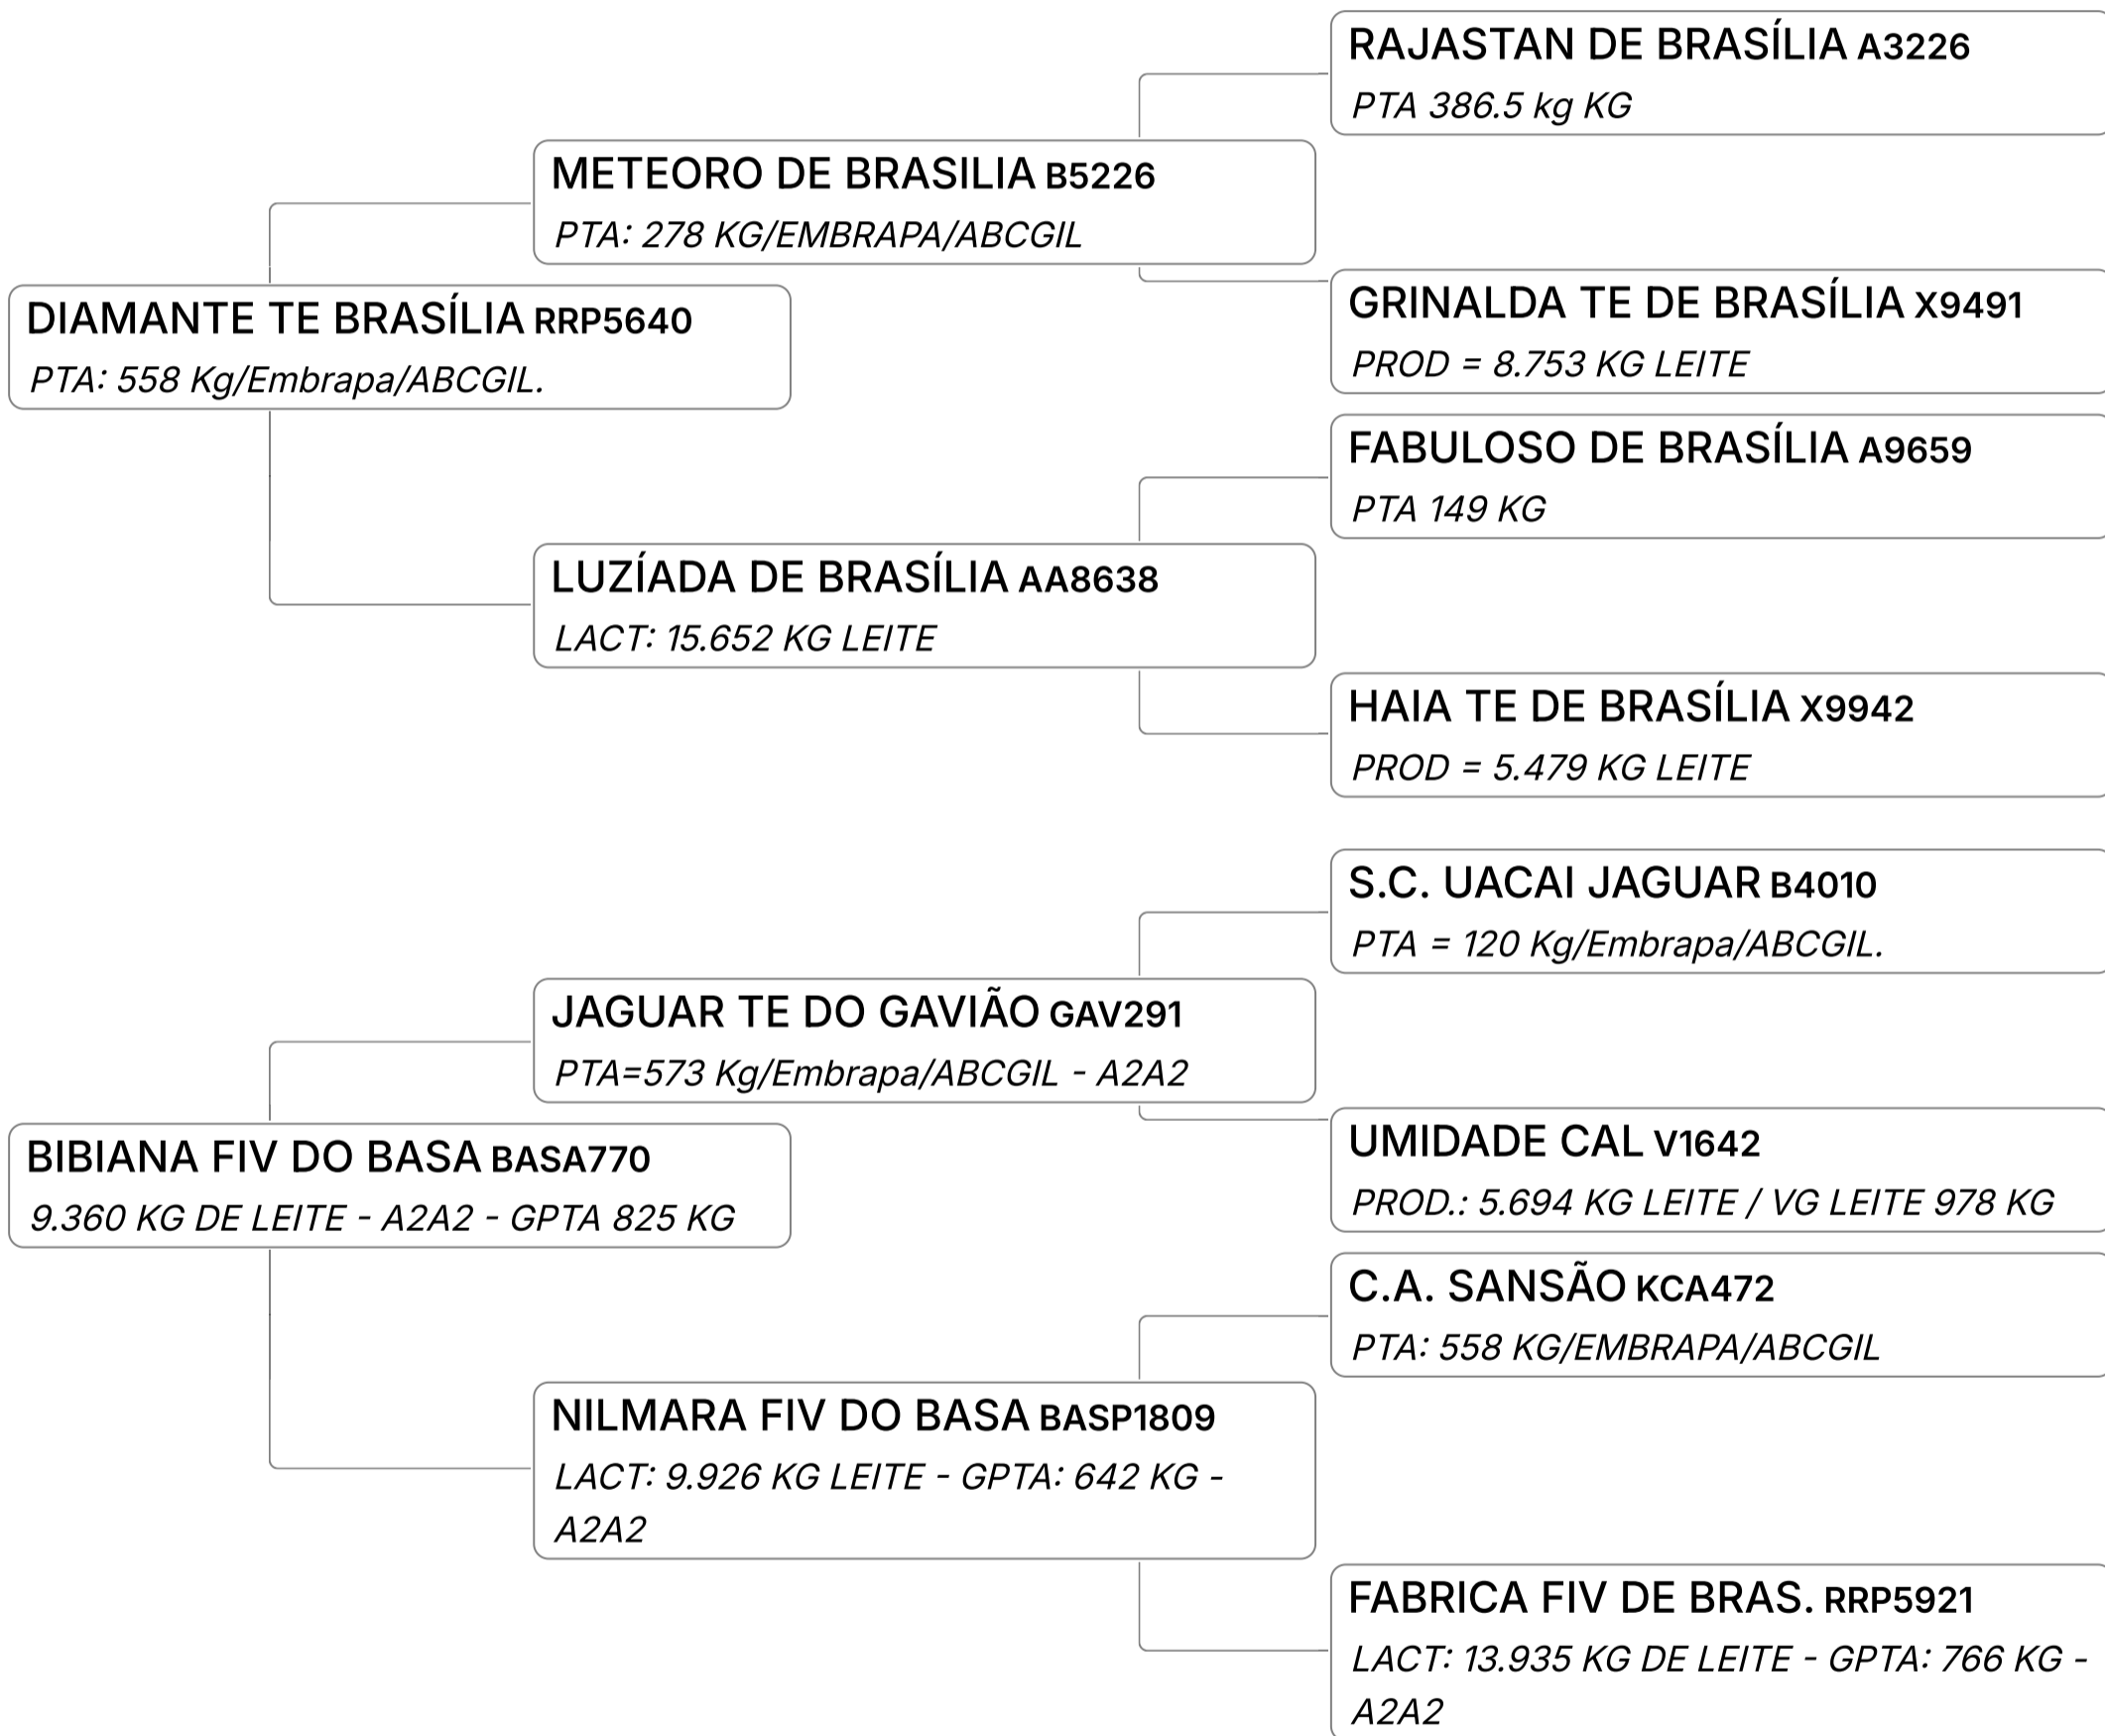 RAJASTAN DE BRASÍLIA A3226
PTA 386.5 kg KG
METEORO DE BRASILIA B5226
PTA: 278 KG/EMBRAPA/ABCGIL
GRINALDA TE DE BRASÍLIA X9491
PROD = 8.753 KG LEITE
DIAMANTE TE BRASÍLIA RRP5640
PTA: 558 Kg/Embrapa/ABCGIL.
FABULOSO DE BRASÍLIA A9659
PTA 149 KG
LUZÍADA DE BRASÍLIA AA8638
LACT: 15.652 KG LEITE
HAIA TE DE BRASÍLIA X9942
PROD = 5.479 KG LEITE
S.C. UACAI JAGUAR B4010
PTA = 120 Kg/Embrapa/ABCGIL.
JAGUAR TE DO GAVIÃO GAV291
PTA=573 Kg/Embrapa/ABCGIL - A2A2
UMIDADE CAL V1642
PROD.: 5.694 KG LEITE / VG LEITE 978 KG
BIBIANA FIV DO BASA BASA770
9.360 KG DE LEITE - A2A2 - GPTA 825 KG
C.A. SANSÃO KCA472
PTA: 558 KG/EMBRAPA/ABCGIL
NILMARA FIV DO BASA BASP1809
LACT: 9.926 KG LEITE - GPTA: 642 KG -
A2A2
FABRICA FIV DE BRAS. RRP5921
LACT: 13.935 KG DE LEITE - GPTA: 766 KG -
A2A2